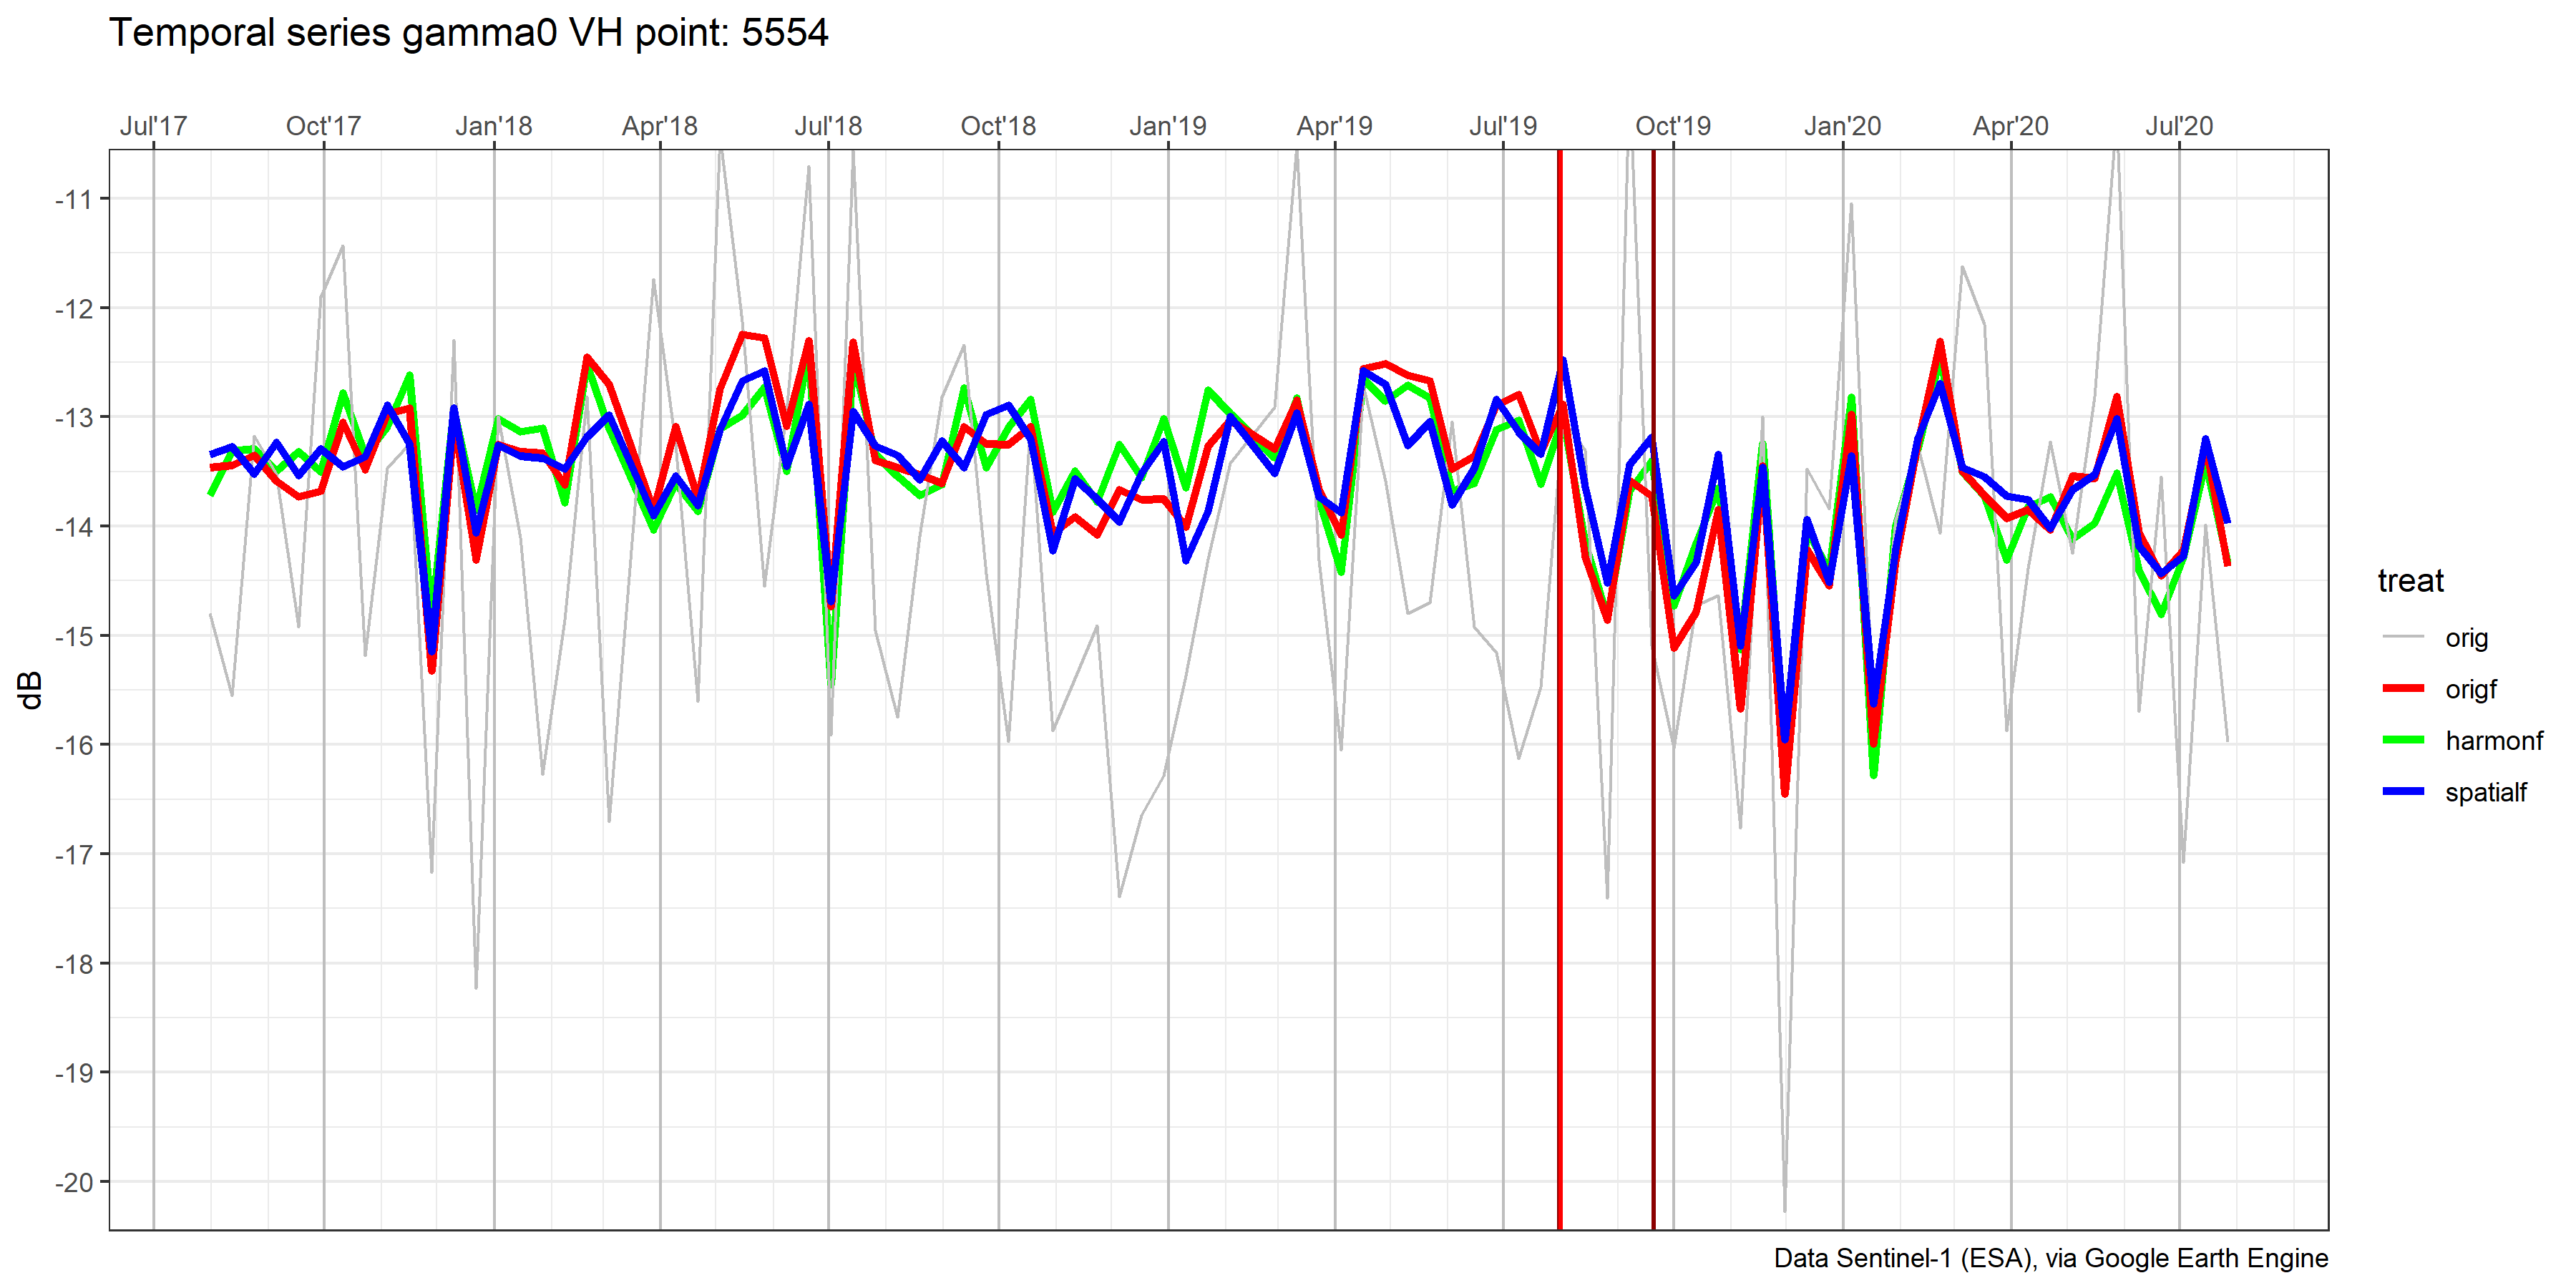 Temporal series gamma0 VH point: 5554
Jul'17 Oct'17 Jan'18 Apr'18 Jul'18 Oct'18 Jan'19 Apr'19 Jul'19 Oct'19 Jan'20 Apr'20 Jul'20
-11
-12
-13
-14
-15
-16
-17
-18
-19
-20
dB
treat
orig
origf
harmonf
spatialf
Data Sentinel-1 (ESA), via Google Earth Engine